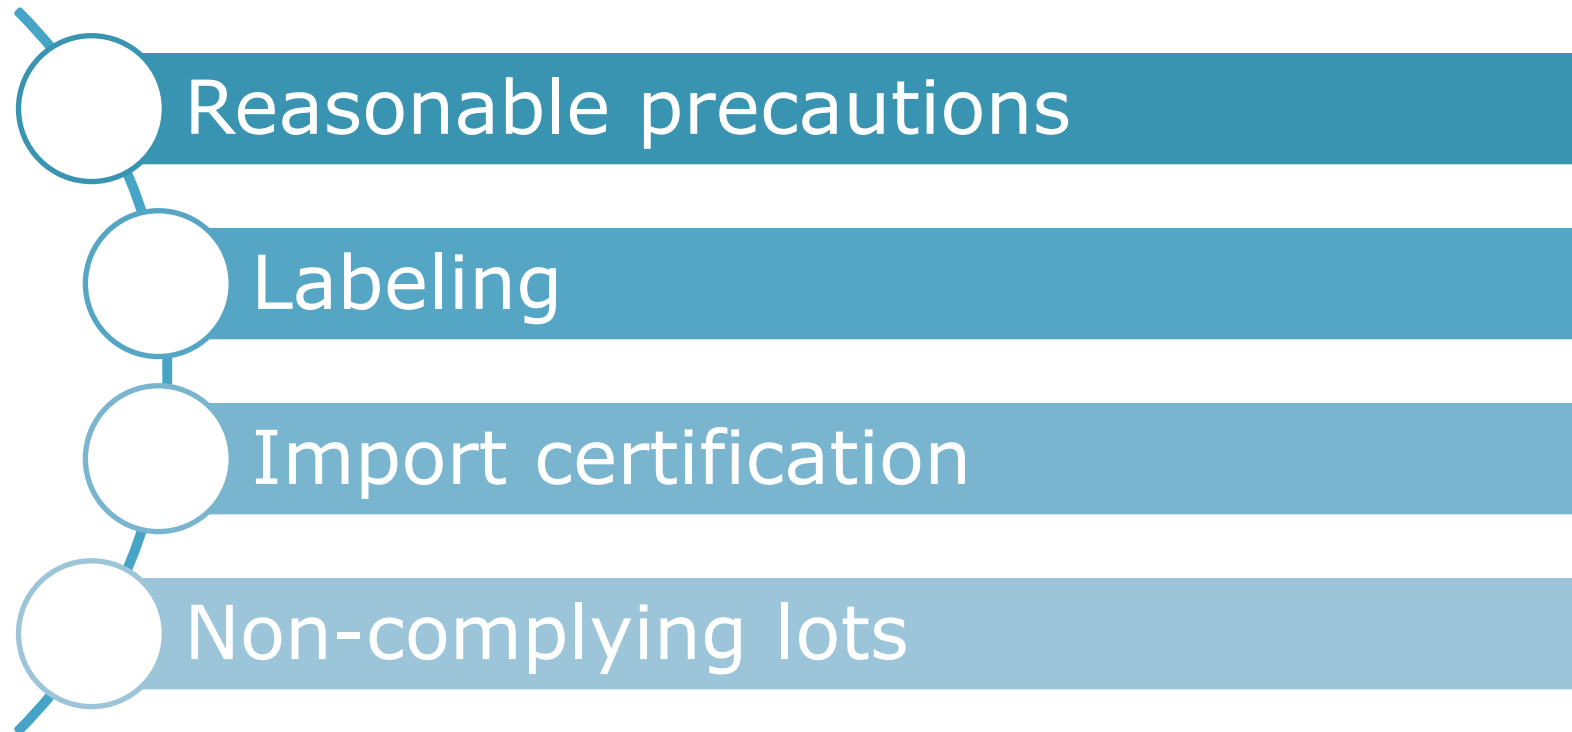 Reasonable precautions
Labeling
Import certification
Non-complying lots